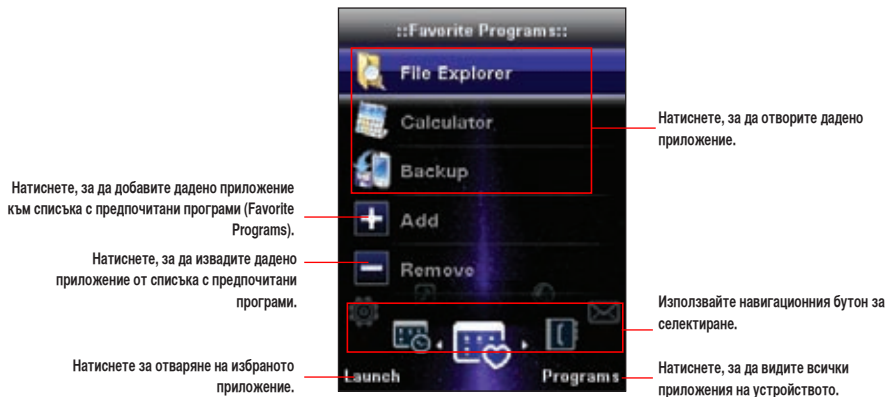 ::Favorite Programs::
File Explorer
Calculator
Backup
Add
Remove
Launch
Programs
Натиснете, за да добавите дадено приложение
към списъка с предпочитани програми (Favorite
Programs).
Натиснете, за да извадите дадено
приложение от списъка с предпочитани
програми.
Натиснете за отваряне на избраното
приложение.
Натиснете, за да отворите дадено
приложение.
Използвайте навигационния бутон за
селектиране.
Натиснете, за да видите всички
приложения на устройството.